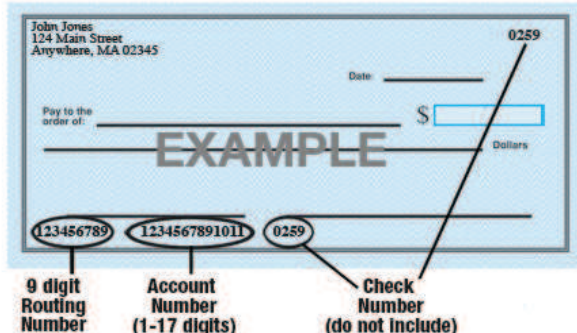 John Jones
124 Main Street
Anywhere, MA 02345
0259
Date
Pay to the
order of:
$
EXAMPLE
Dollars
123456789 1234567891011 0259
9 digit
Routing
Number
Account
Number
(1-17 digits)
Check
Number
(do not include)